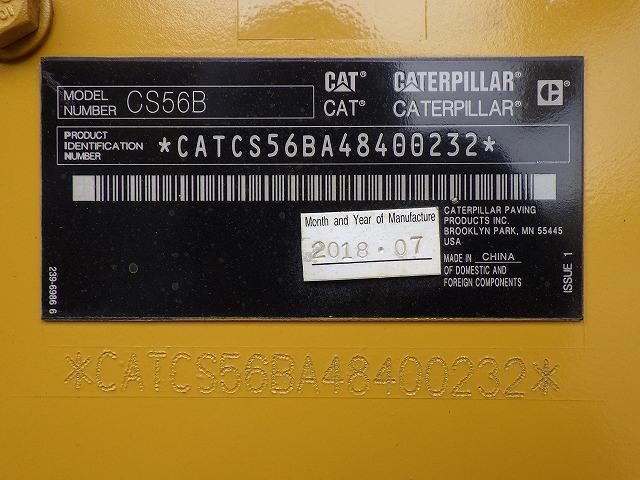 CAT® CATERPILLAR®
MODEL NUMBER CS56B
CAT® CATERPILLAR®
PRODUCT IDENTIFICATION NUMBER *CATCS56BA48400232*
Month and Year of Manufacture
2018 · 07
CATERPILLAR PAVING
PRODUCTS INC.
BROOKLYN PARK, MN 55445
USA
MADE IN CHINA
OF DOMESTIC AND
FOREIGN COMPONENTS
239-6986 6
ISSUE 1
*CATCS56BA48400232*